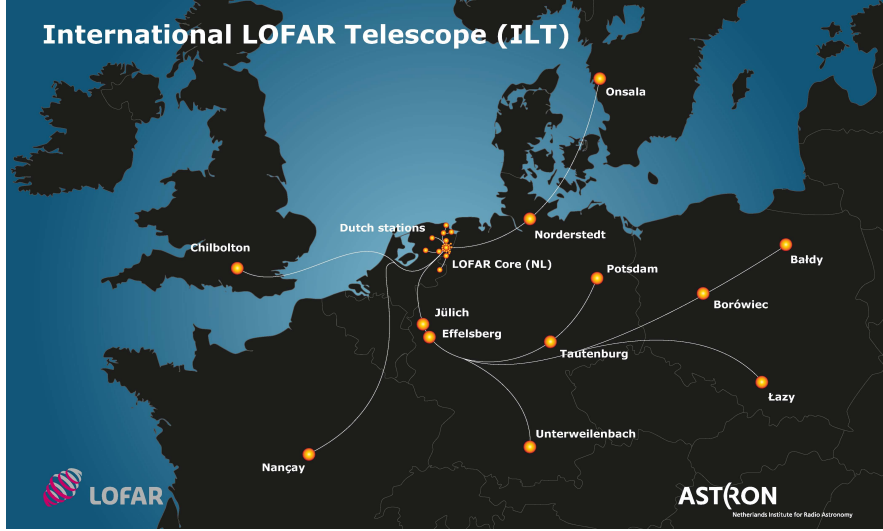 International LOFAR Telescope (ILT)
Onsala
Dutch stations
Norderstedt
Chilbolton
LOFAR Core (NL)
Potsdam
Bałdy
Borówiec
Jülich
Effelsberg
Tautenburg
Łazy
Unterweilenbach
Nançay
LOFAR
ASTRON
Netherlands Institute for Radio Astronomy